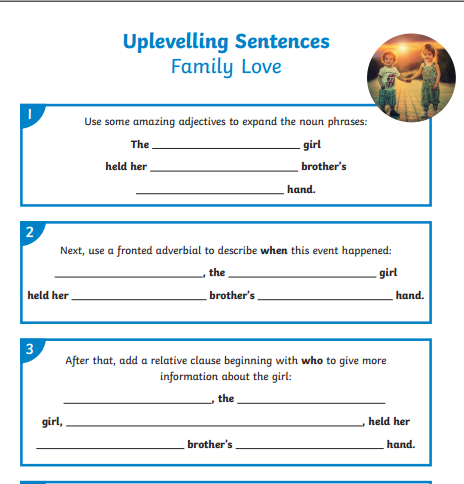 Uplevelling Sentences
Family Love
1
Use some amazing adjectives to expand the noun phrases:
The ______________________ girl
held her ______________________ brother's
______________________ hand.
2
Next, use a fronted adverbial to describe when this event happened:
______________________, the ______________________ girl
held her ____________________ brother's ____________________ hand.
3
After that, add a relative clause beginning with who to give more
information about the girl:
______________________, the ______________________
girl, ____________________________________________, held her
______________________ brother's ______________________ hand.